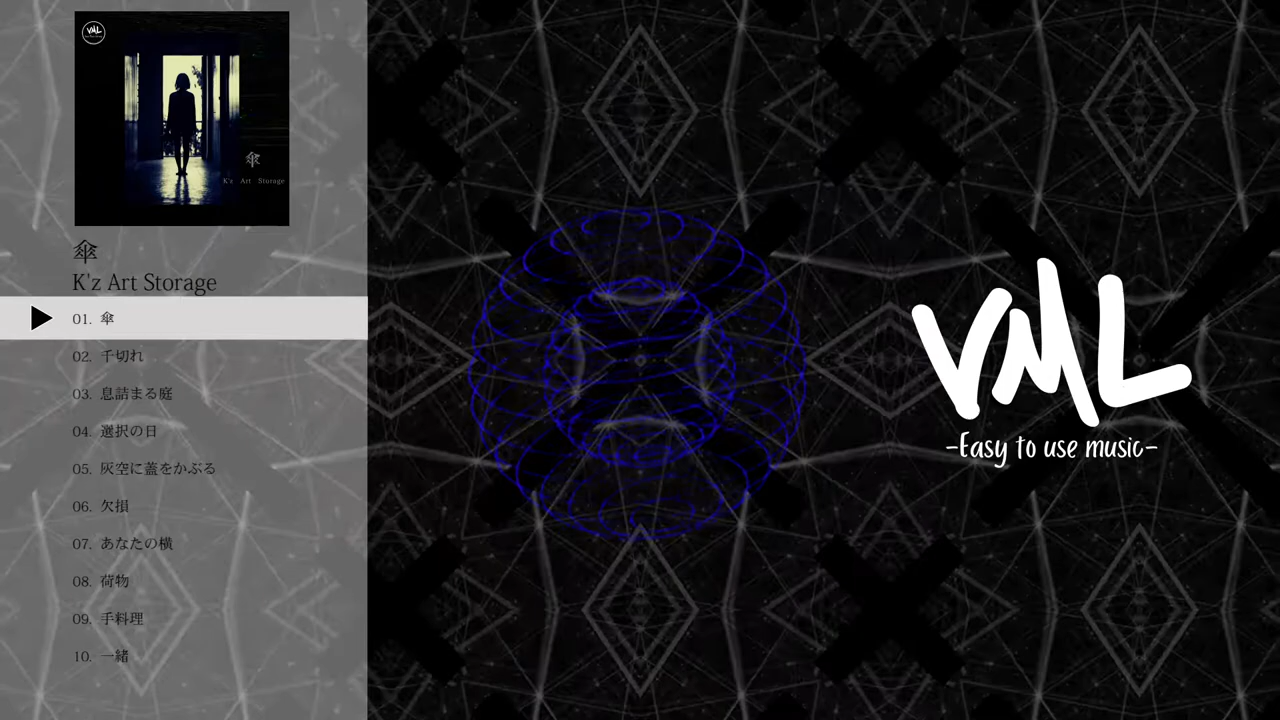 VML
傘
K'z Art Storage
傘
K'z Art Storage
01. 傘
02. 千切れ
03. 息詰まる庭
04. 選択の日
05. 灰空に蓋をかぶる
06. 欠損
07. あなたの横
08. 荷物
09. 手料理
10. 一緒
VML
-Easy to use music-